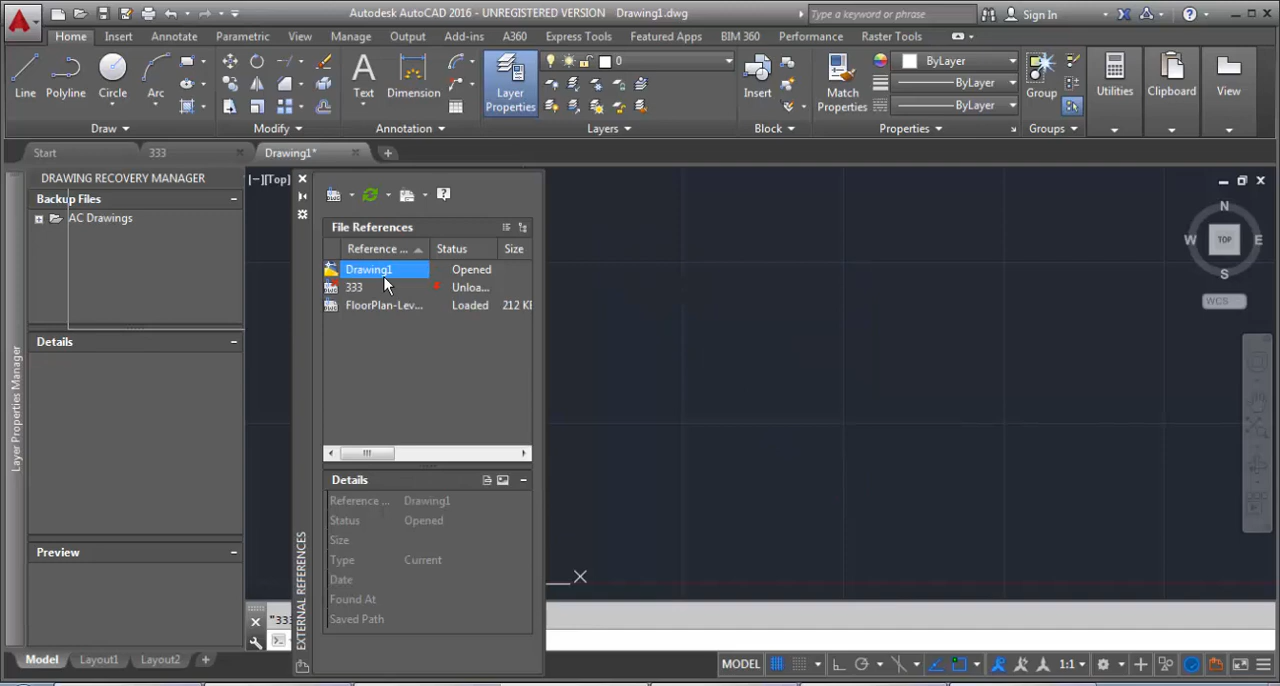 Autodesk AutoCAD 2016 - UNREGISTERED VERSION Drawing1.dwg
Type a keyword or phrase
Sign In
Home Insert Annotate Parametric View Manage Output Add-ins A360 Express Tools Featured Apps BIM 360 Performance Raster Tools
Line Polyline Circle Arc
Text Dimension
Layer Properties
0
Insert
Match Properties
ByLayer
ByLayer
ByLayer
Group
Utilities
Clipboard
View
Draw Modify Annotation Layers Block Properties Groups
Start 333 Drawing1*
DRAWING RECOVERY MANAGER
Backup Files
AC Drawings
Details
Preview
Layer Properties Manager
[−][Top]
File References
Reference ... Status Size
Drawing1 Opened
333 Unloa...
FloorPlan-Lev... Loaded 212 K
Details
Reference ... Drawing1
Status Opened
Size
Type Current
Date
Found At
Saved Path
EXTERNAL REFERENCES
N
W TOP E
S
WCS
X
"333
Model Layout1 Layout2
MODEL
1:1